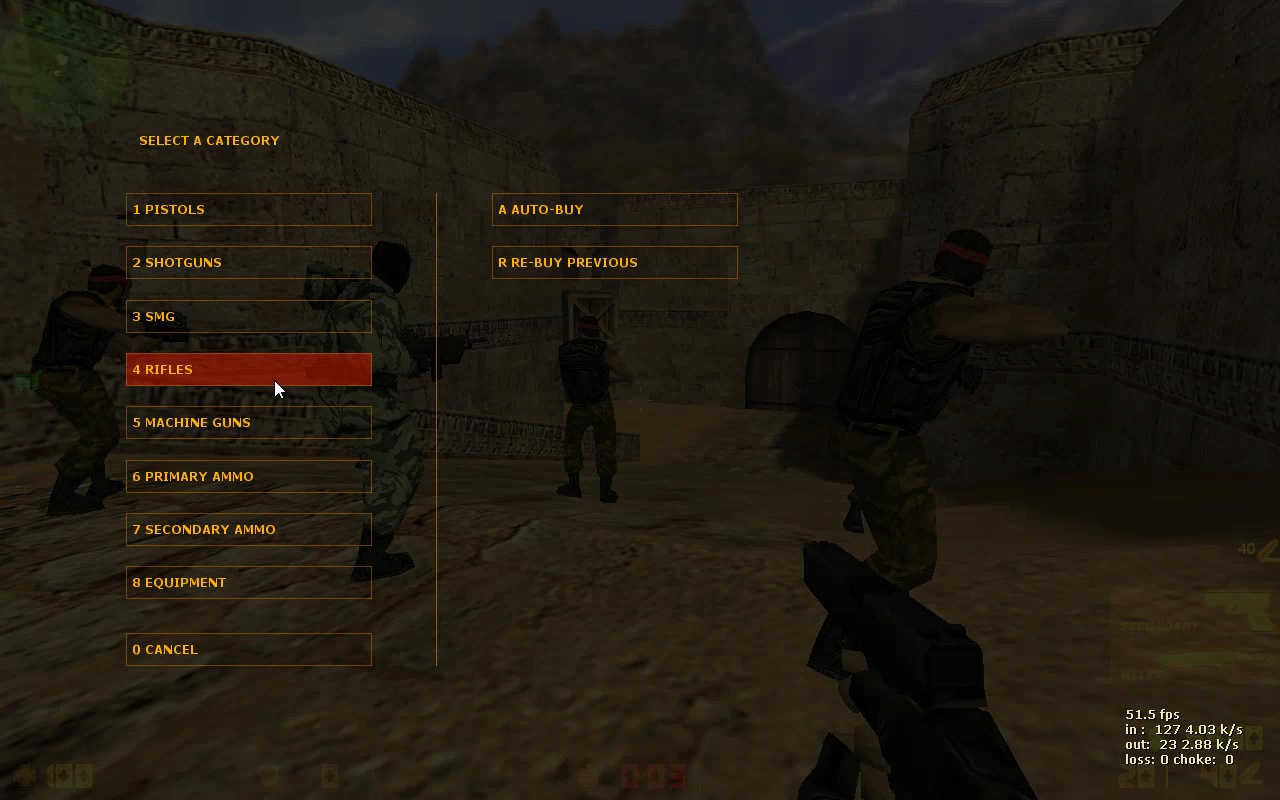 SELECT A CATEGORY
1 PISTOLS
2 SHOTGUNS
3 SMG
4 RIFLES
5 MACHINE GUNS
6 PRIMARY AMMO
7 SECONDARY AMMO
8 EQUIPMENT
0 CANCEL
A AUTO-BUY
R RE-BUY PREVIOUS
SECONDARY
51.5 fps
in : 127 4.03 k/s
out: 23 2.88 k/s
loss: 0 choke: 0